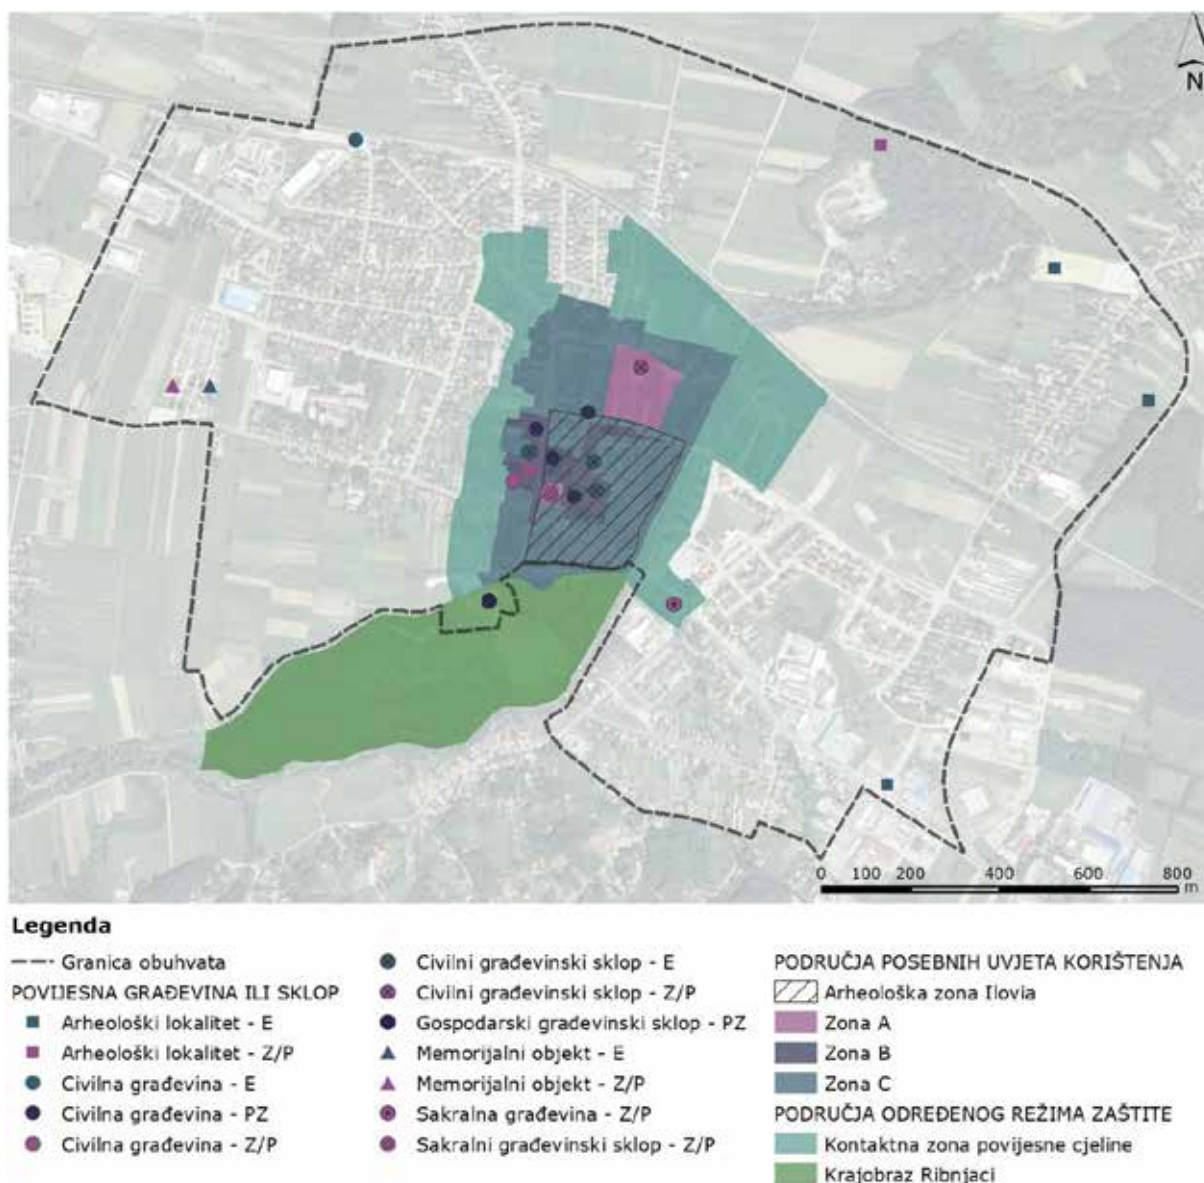 N
0 100 200 400 600 800
m
Legenda
Granica obuhvata
POVIJESNA GRAĐEVINA ILI SKLOP
Arheološki lokalitet - E
Arheološki lokalitet - Z/P
Civilna građevina - E
Civilna građevina - PZ
Civilna građevina - Z/P
Civilni građevinski sklop - E
Civilni građevinski sklop - Z/P
Gospodarski građevinski sklop - PZ
Memorijalni objekt - E
Memorijalni objekt - Z/P
Sakralna građevina - Z/P
Sakralni građevinski sklop - Z/P
PODRUČJA POSEBNIH UVJETA KORIŠTENJA
Arheološka zona Ilovia
Zona A
Zona B
Zona C
PODRUČJA ODREĐENOG REŽIMA ZAŠTITE
Kontaktna zona povijesne cjeline
Krajobraz Ribnjaci